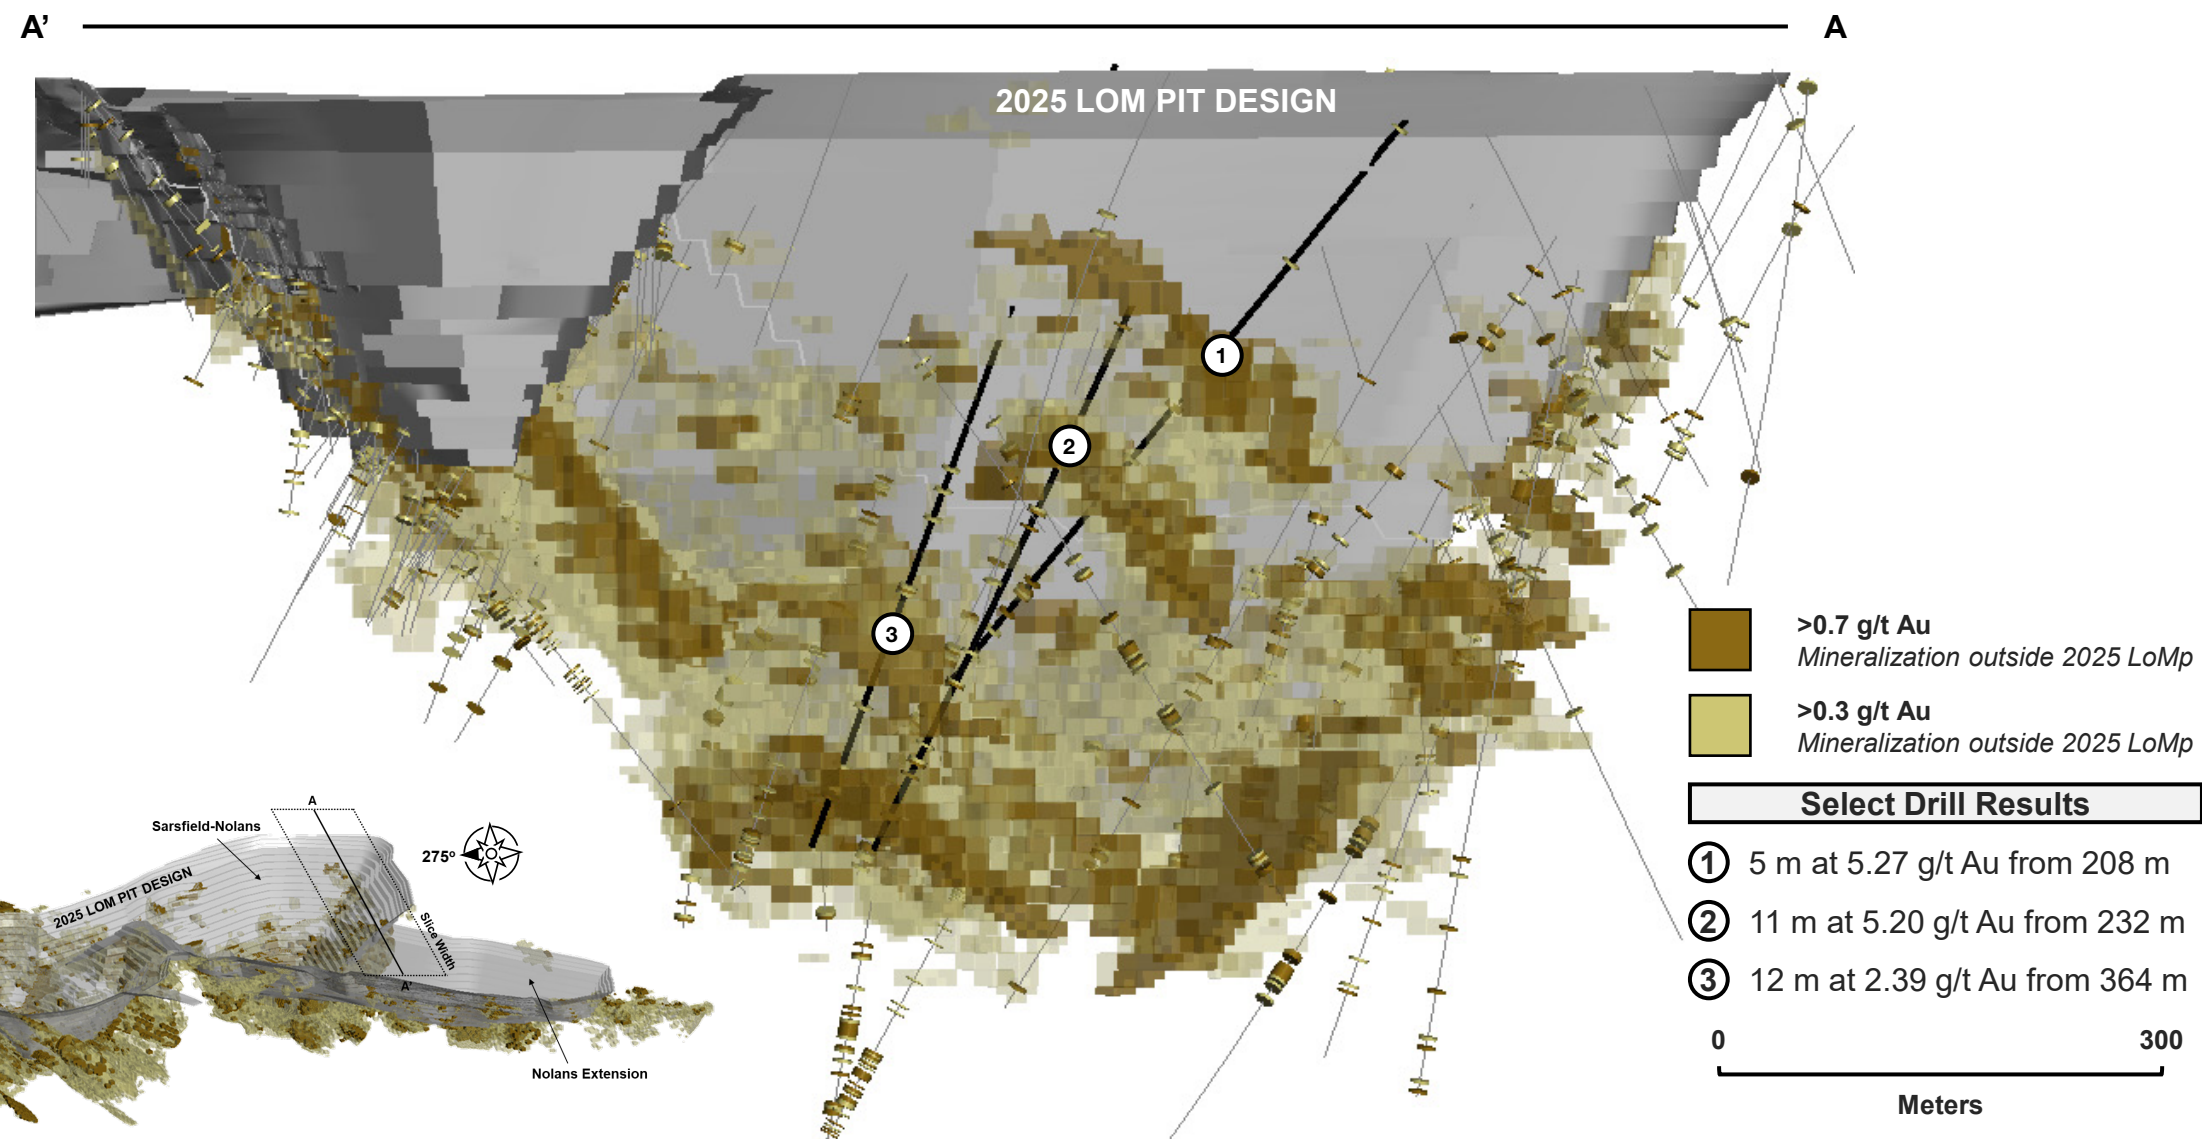 A’
A
2025 LOM PIT DESIGN
1
2
3
>0.7 g/t Au
Mineralization outside 2025 LoMp
>0.3 g/t Au
Mineralization outside 2025 LoMp
Select Drill Results
1 5 m at 5.27 g/t Au from 208 m
2 11 m at 5.20 g/t Au from 232 m
3 12 m at 2.39 g/t Au from 364 m
0 300
Meters
A
Sarsfield-Nolans
275º
2025 LOM PIT DESIGN
Slice Width
A’
Nolans Extension